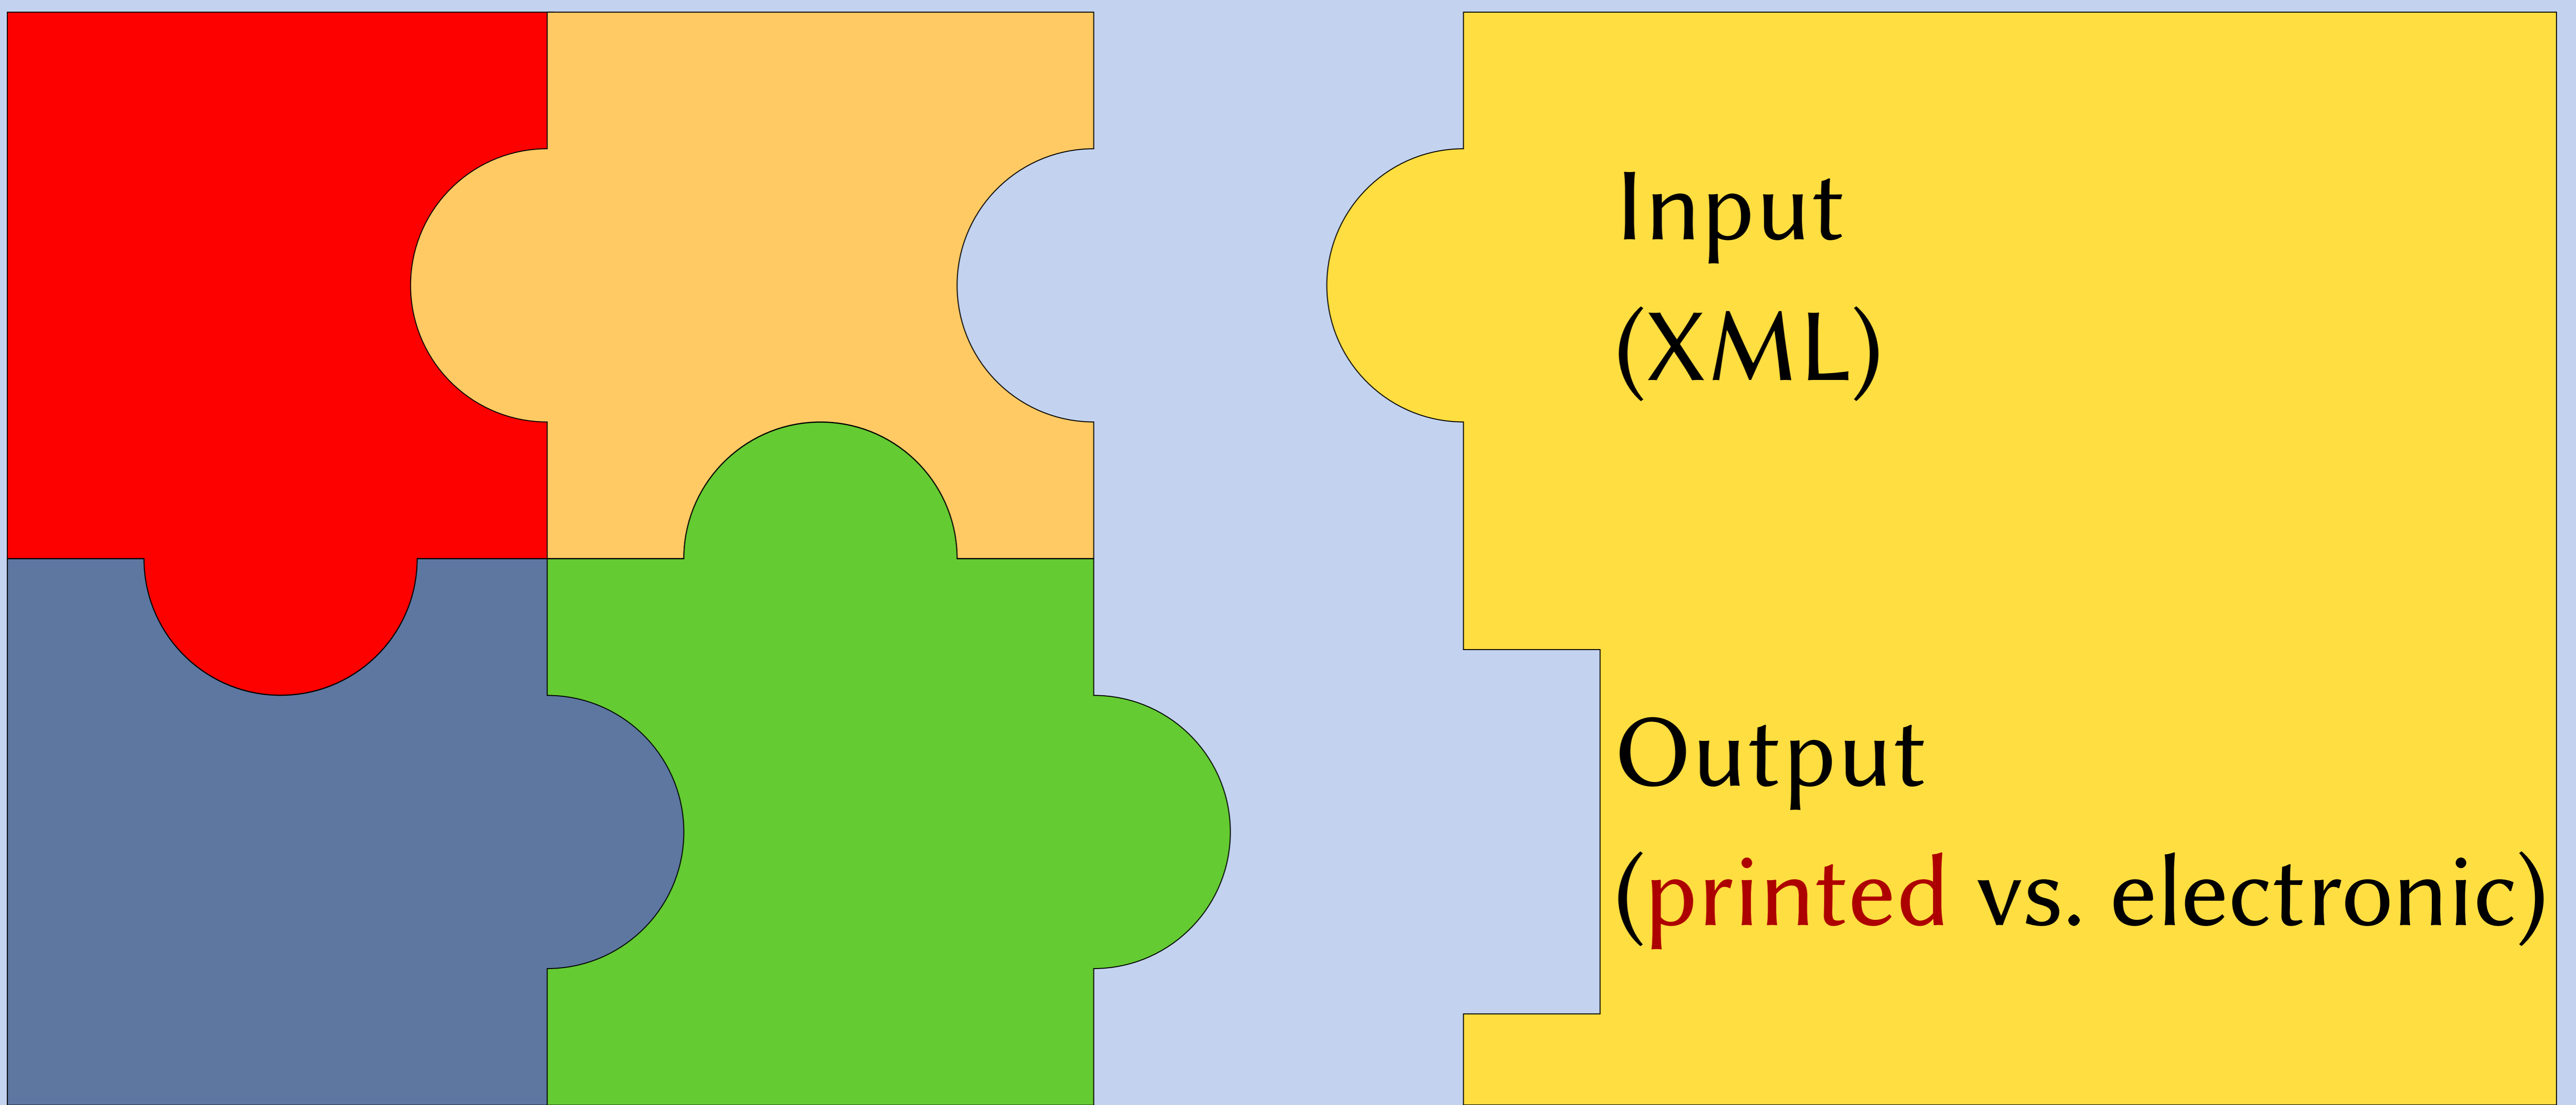 Input
(XML)
Output
(printed vs. electronic)